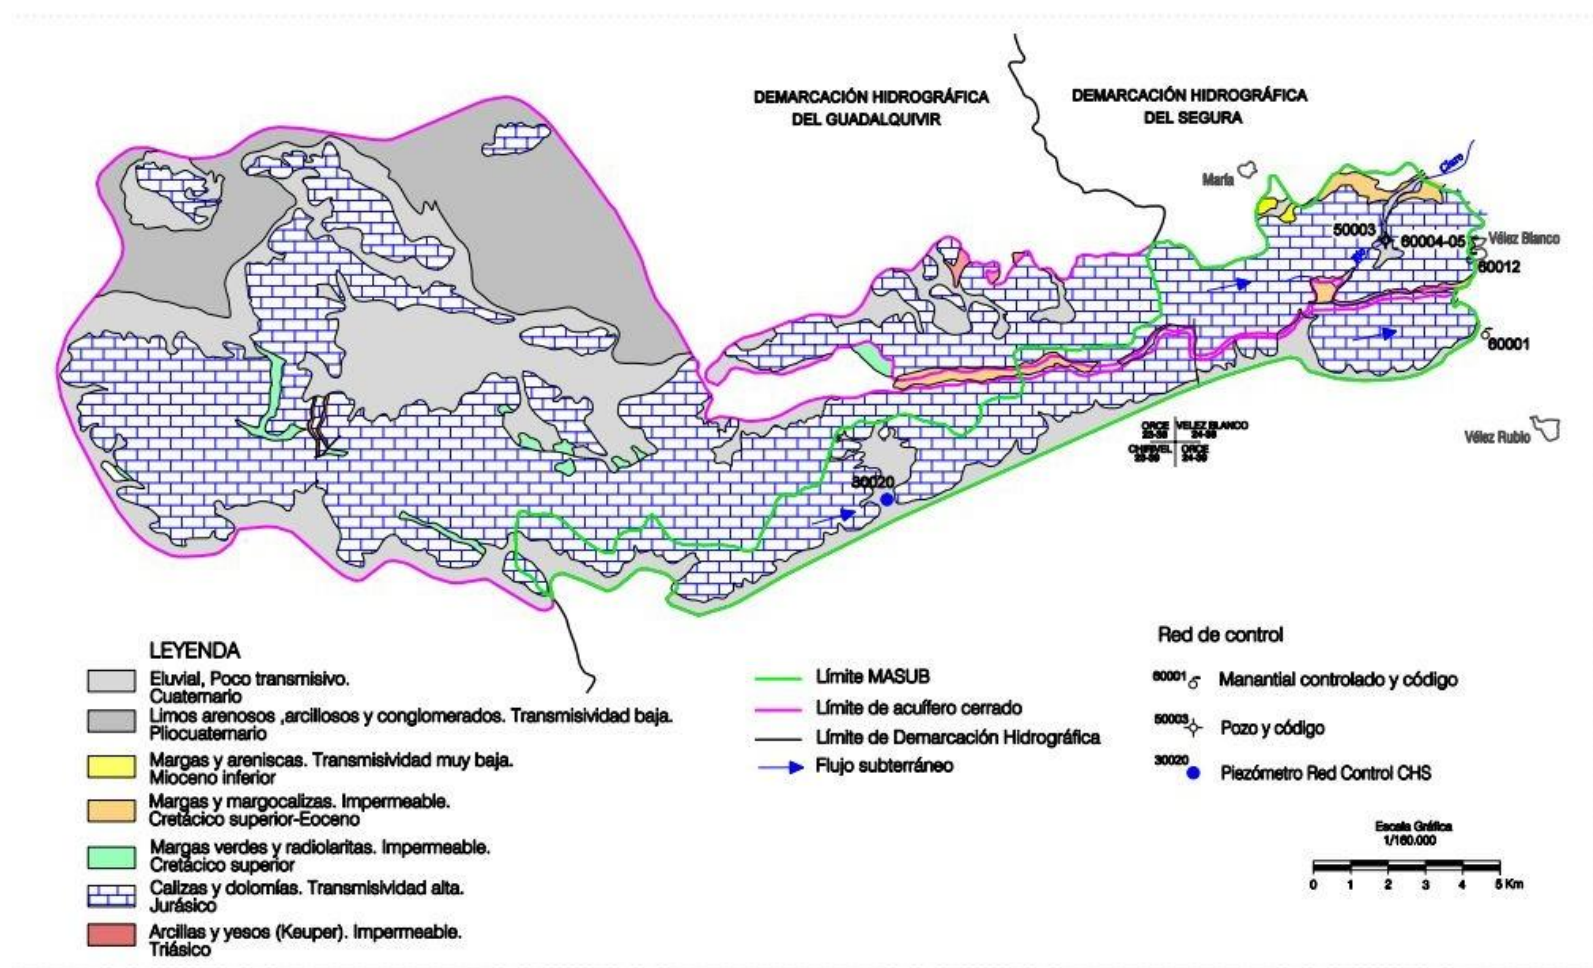 DEMARCACIÓN HIDROGRÁFICA
DEL GUADALQUIVIR
DEMARCACIÓN HIDROGRÁFICA
DEL SEGURA
María
Claro
50003
60004-05
Vélez Blanco
60012
60001
Vélez Rubio
ORCE
VELEZ BLANCO
CHIRIVEL
ORCE
30020
LEYENDA
Eluvial, Poco transmisivo.
Cuaternario
Limos arenosos ,arcillosos y conglomerados. Transmisividad baja.
Pliocuaternario
Margas y areniscas. Transmisividad muy baja.
Mioceno inferior
Margas y margocalizas. Impermeable.
Cretácico superior-Eoceno
Margas verdes y radiolaritas. Impermeable.
Cretácico superior
Calizas y dolomías. Transmisividad alta.
Jurásico
Arcillas y yesos (Keuper). Impermeable.
Triásico
Límite MASUB
Límite de acuífero cerrado
Límite de Demarcación Hidrográfica
Flujo subterráneo
Red de control
60001
Manantial controlado y código
50003
Pozo y código
30020
Piezómetro Red Control CHS
Escala Gráfica
1/160.000
0 1 2 3 4 5 Km